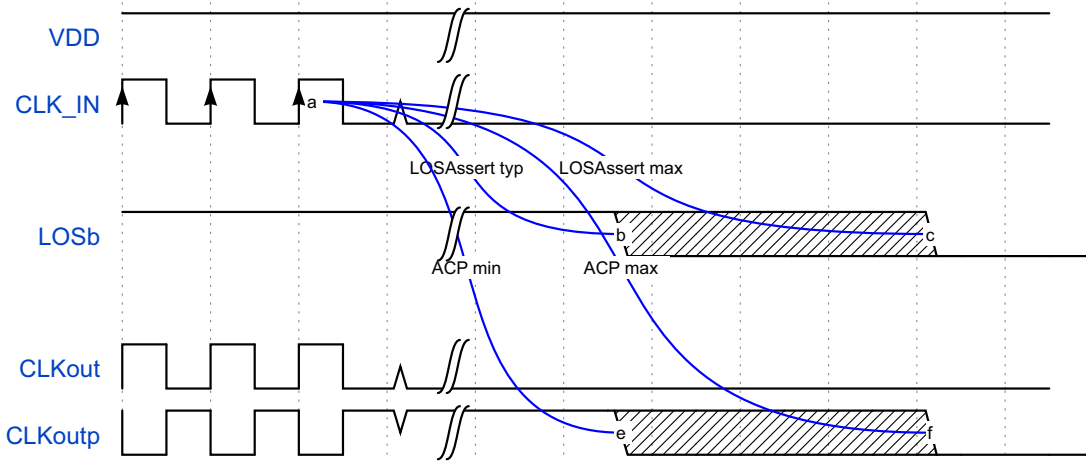 VDD
CLK_IN
a
LOSAssert typ
LOSAssert max
LOSb
b
c
ACP min
ACP max
CLKout
CLKoutp
e
f